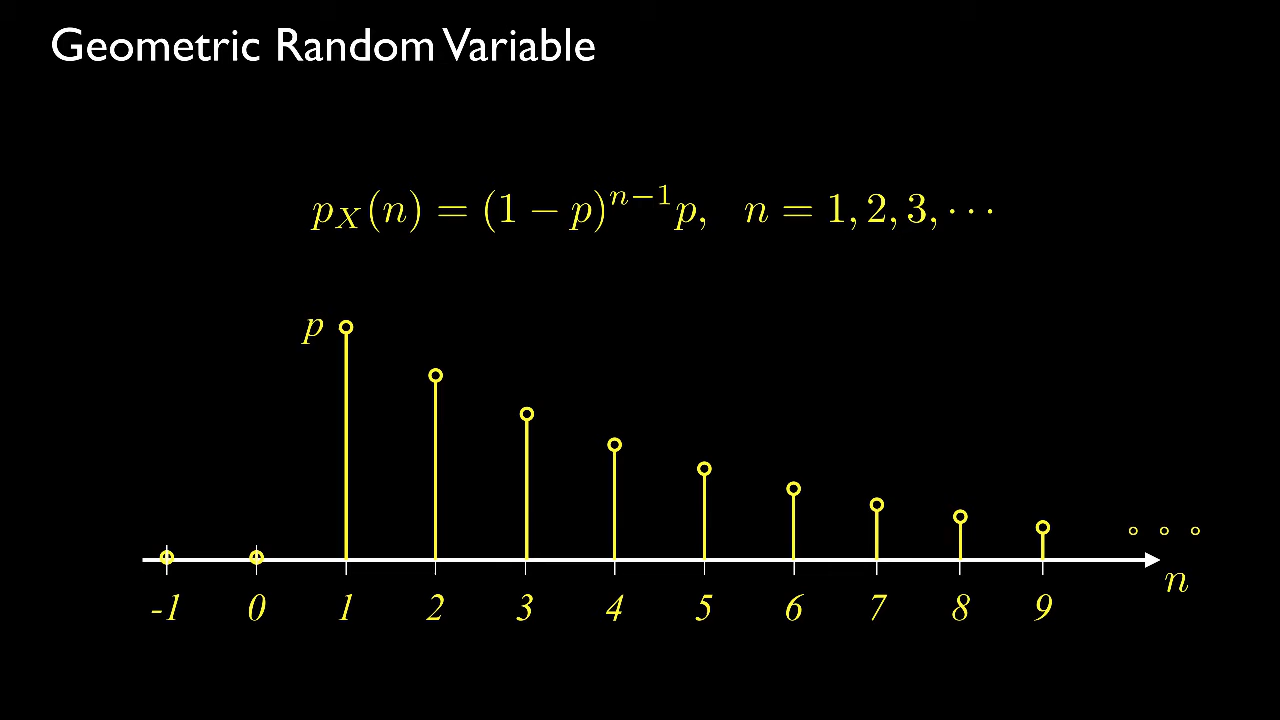 Geometric Random Variable
p_X(n) = (1 − p)^{n−1}p, n = 1, 2, 3, ⋯
p
n
-1 0 1 2 3 4 5 6 7 8 9